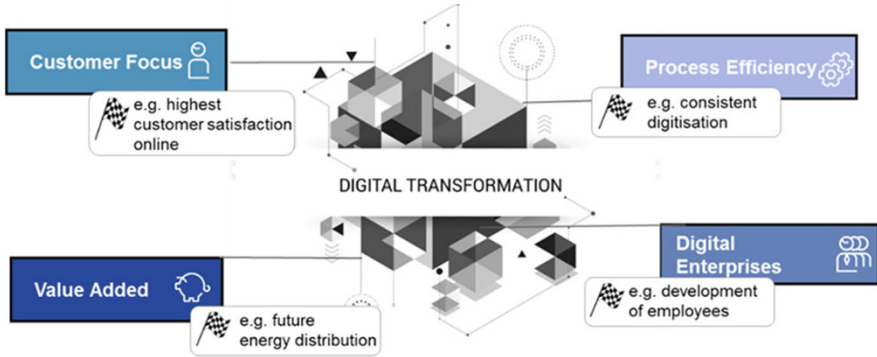 Customer Focus
e.g. highest
customer satisfaction
online
Process Efficiency
e.g. consistent
digitisation
DIGITAL TRANSFORMATION
Value Added
e.g. future
energy distribution
Digital
Enterprises
e.g. development
of employees